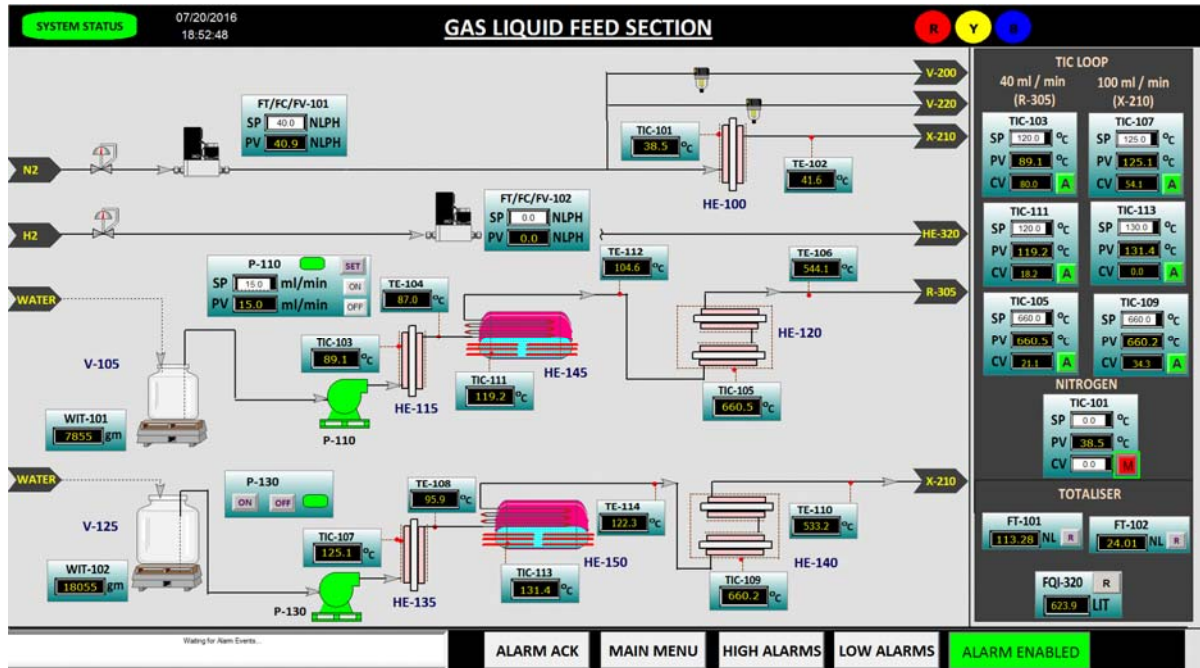 SYSTEM STATUS
07/20/2016
18:52:48
GAS LIQUID FEED SECTION
R Y B
FT/FC/FV-101
SP 40.0 NLPH
PV 40.9 NLPH
N2
V-200
V-220
X-210
TIC-101
38.5 °C
TE-102
41.6 °C
HE-100
H2
FT/FC/FV-102
SP 0.0 NLPH
PV 0.0 NLPH
HE-320
WATER
P-110 SET
SP 15.0 ml/min ON
PV 15.0 ml/min OFF
TE-104
87.0 °C
TE-112
104.6 °C
TE-106
544.1 °C
R-305
V-105
TIC-103
89.1 °C
HE-115
TIC-111
119.2 °C
HE-145
HE-120
TIC-105
660.5 °C
WIT-101
7855 gm
P-110
WATER
P-130
ON OFF
TE-108
95.9 °C
TE-114
122.3 °C
TE-110
533.2 °C
X-210
V-125
TIC-107
125.1 °C
HE-135
TIC-113
131.4 °C
HE-150
HE-140
TIC-109
660.2 °C
WIT-102
18055 gm
P-130
TIC LOOP
40 ml / min
(R-305)
100 ml / min
(X-210)
TIC-103
SP 120.0 °C
PV 89.1 °C
CV 80.0 A
TIC-107
SP 125.0 °C
PV 125.1 °C
CV 54.1 A
TIC-111
SP 120.0 °C
PV 119.2 °C
CV 18.2 A
TIC-113
SP 130.0 °C
PV 131.4 °C
CV 0.0 A
TIC-105
SP 660.0 °C
PV 660.5 °C
CV 21.1 A
TIC-109
SP 660.0 °C
PV 660.2 °C
CV 34.3 A
NITROGEN
TIC-101
SP 0.0 °C
PV 38.5 °C
CV 0.0 M
TOTALISER
FT-101
113.28 NL R
FT-102
24.01 NL R
FQI-320 R
623.9 LIT
Waiting for Alarm Events...
ALARM ACK
MAIN MENU
HIGH ALARMS
LOW ALARMS
ALARM ENABLED